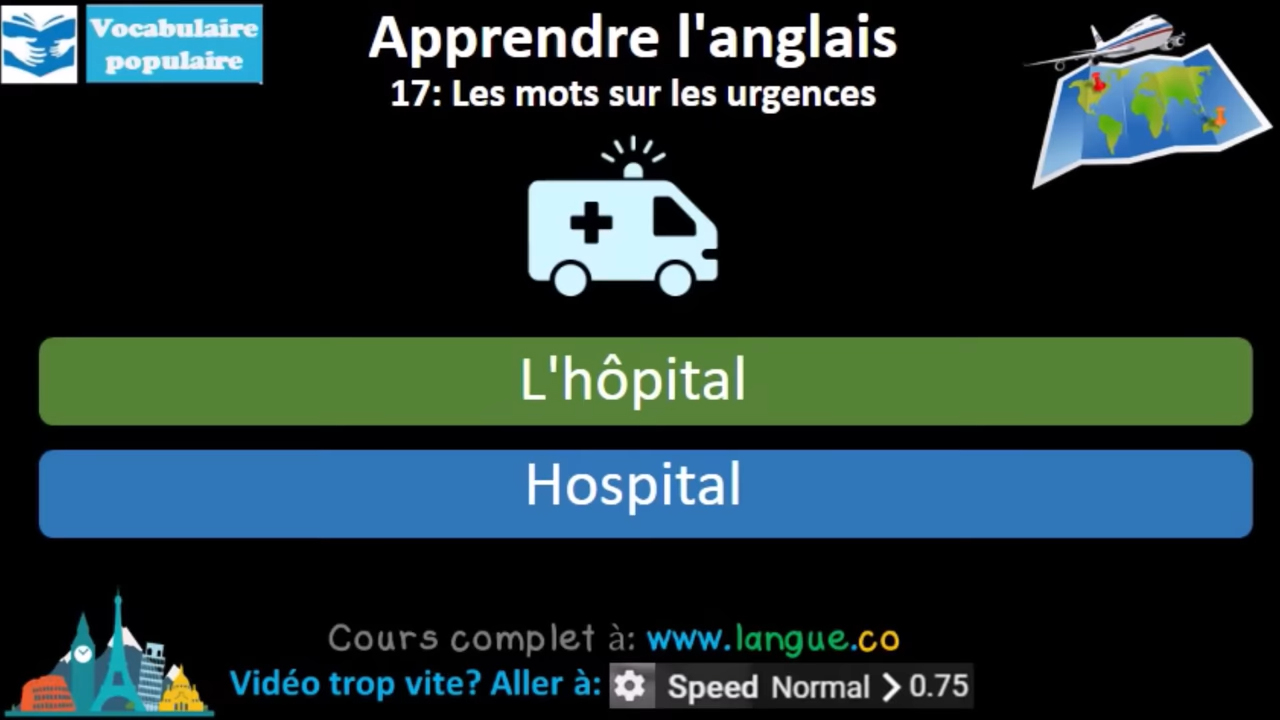 Vocabulaire
populaire
Apprendre l'anglais
17: Les mots sur les urgences
L'hôpital
Hospital
Cours complet à: www.langue.co
Vidéo trop vite? Aller à: Speed Normal > 0.75